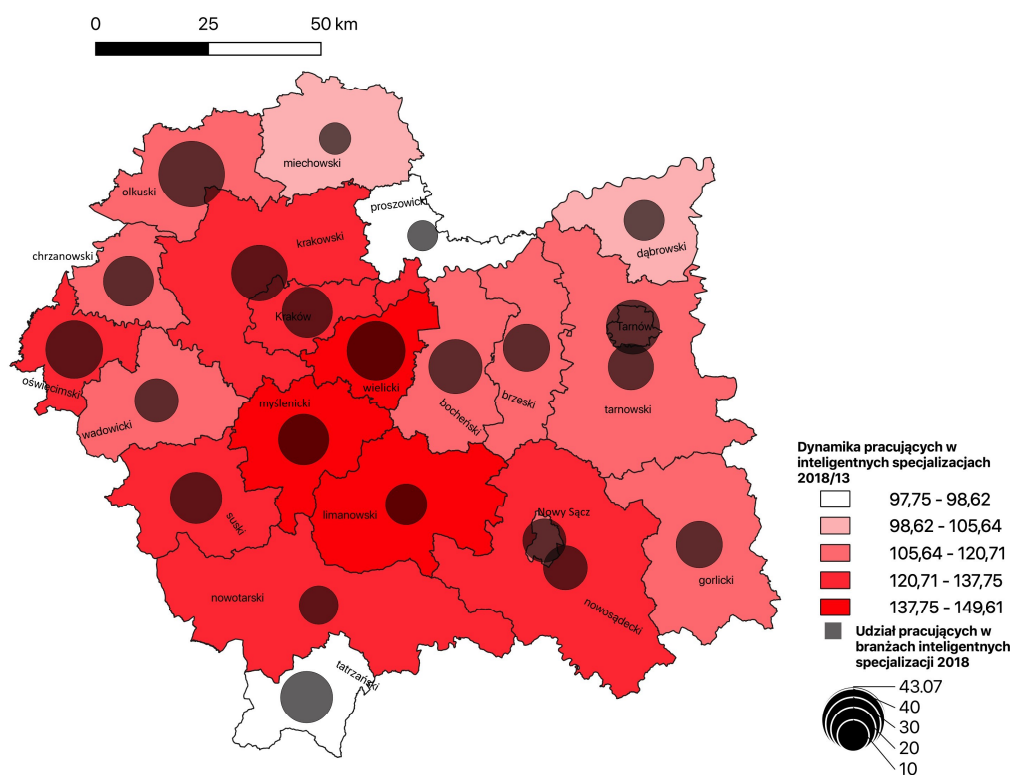 0 25 50 km
miechowski
olkuski
proszowicki
krakowski
dąbrowski
chrzanowski
Kraków
Tarnów
oświęcimski
wielicki
myślenicki
brzeski
bocheński
tarnowski
wadowicki
limanowski
suski
Nowy Sącz
gorlicki
nowotarski
nowosądecki
tatrzański
Dynamika pracujących w
inteligentnych specjalizacjach
2018/13
97,75 - 98,62
98,62 - 105,64
105,64 - 120,71
120,71 - 137,75
137,75 - 149,61
Udział pracujących w
branżach inteligentnych
specjalizacji 2018
43.07
40
30
20
10